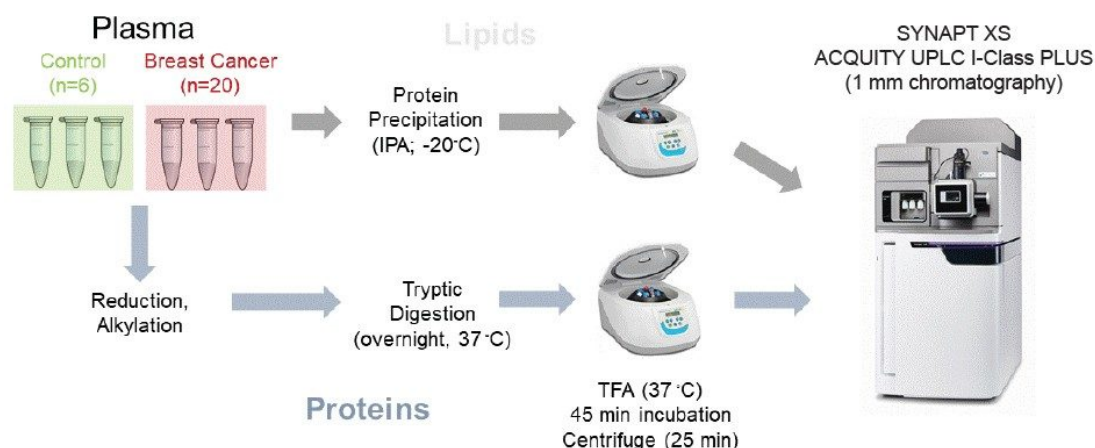 Plasma
Control
(n=6)
Breast Cancer
(n=20)
Lipids
Protein
Precipitation
(IPA; -20°C)
SYNAPT XS
ACQUITY UPLC I-Class PLUS
(1 mm chromatography)
Reduction,
Alkylation
Tryptic
Digestion
(overnight, 37 °C)
Proteins
TFA (37 °C)
45 min incubation
Centrifuge (25 min)